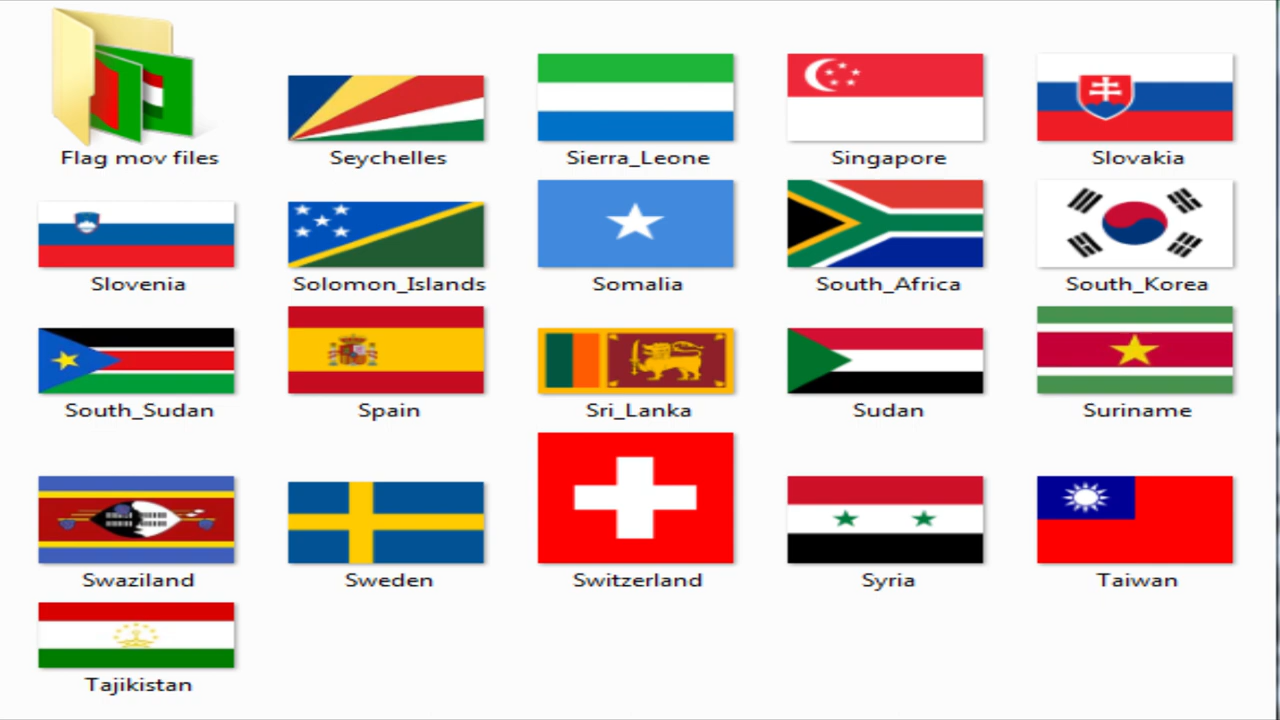 Flag mov files
Seychelles
Sierra_Leone
Singapore
Slovakia
Slovenia
Solomon_Islands
Somalia
South_Africa
South_Korea
South_Sudan
Spain
Sri_Lanka
Sudan
Suriname
Swaziland
Sweden
Switzerland
Syria
Taiwan
Tajikistan